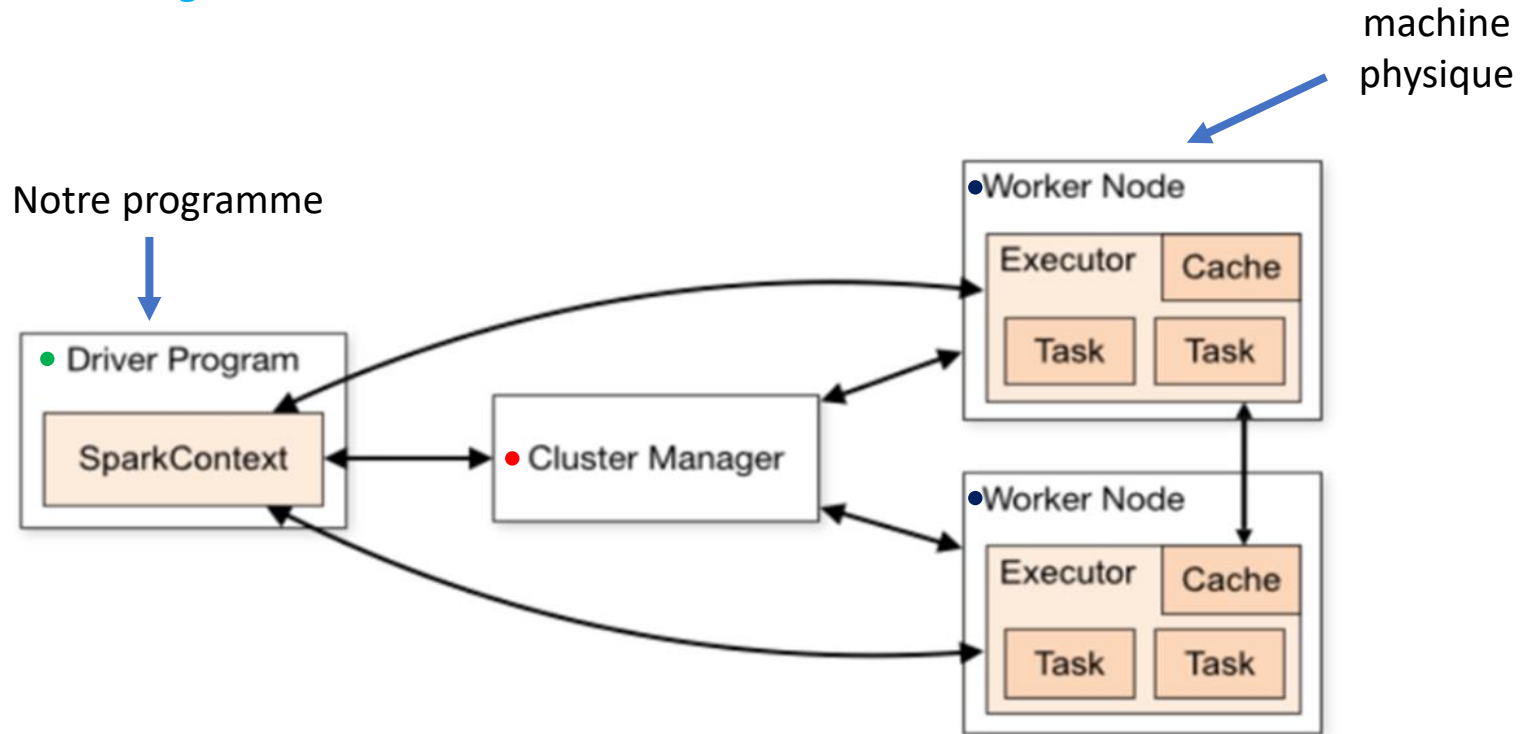 machine
physique
Notre programme
Driver Program
SparkContext
Cluster Manager
Worker Node
Executor
Cache
Task
Task
Worker Node
Executor
Cache
Task
Task